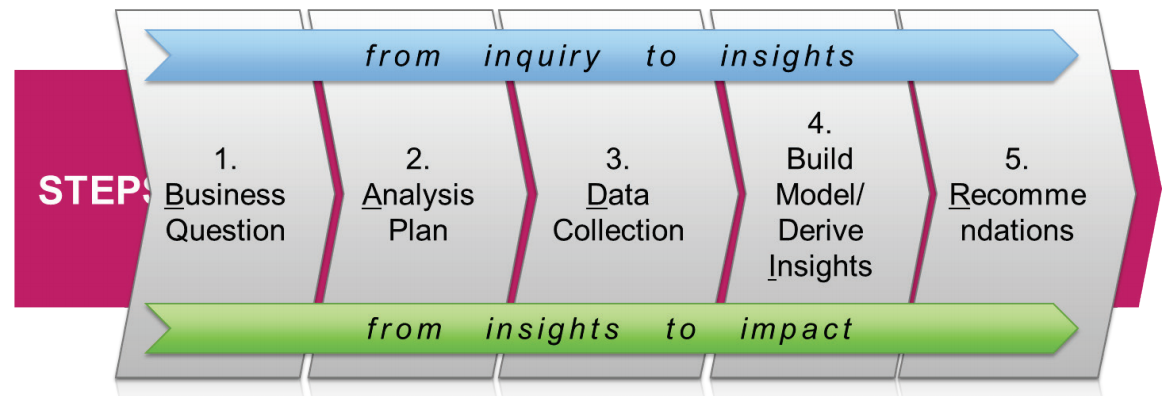 from inquiry to insights
STEPS
1.
Business
Question
2.
Analysis
Plan
3.
Data
Collection
4.
Build
Model/
Derive
Insights
5.
Recomme
ndations
from insights to impact